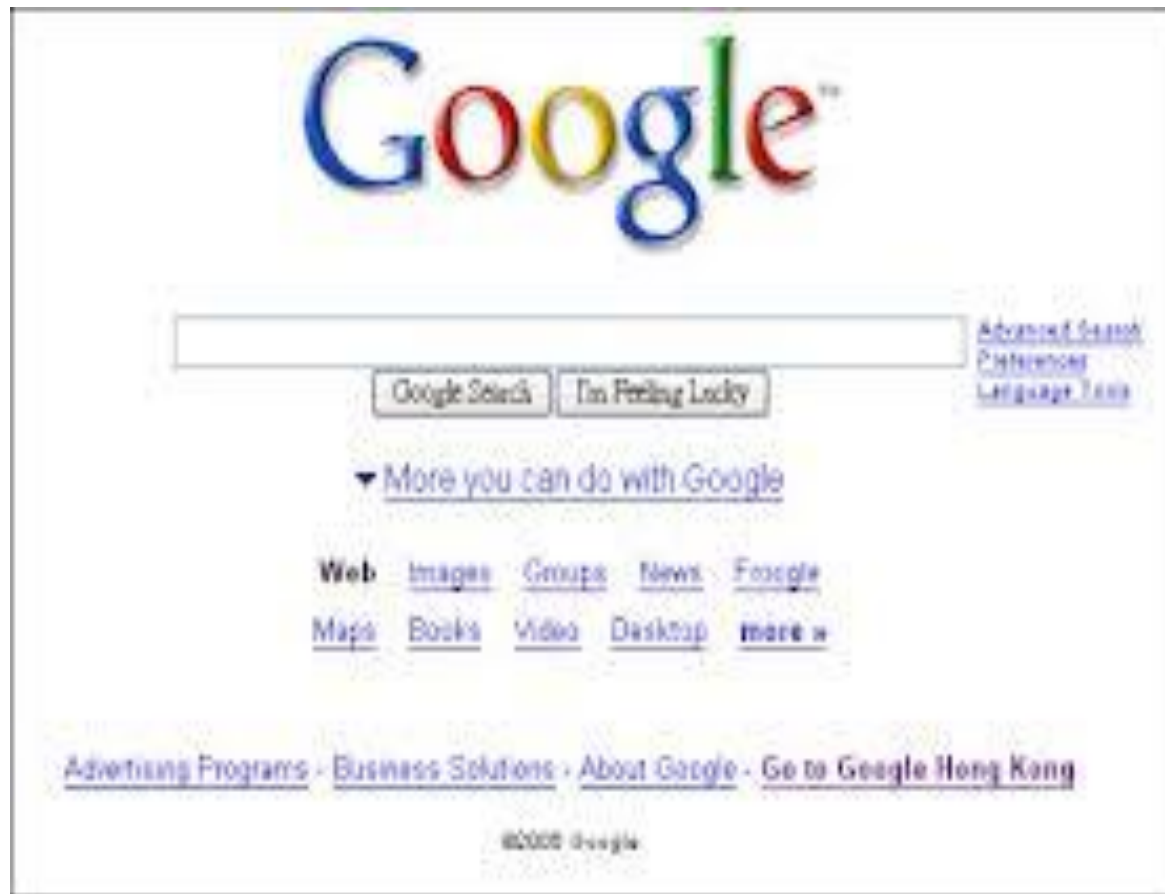 Google™
Advanced Search
Preferences
Language Tools
Google Search I'm Feeling Lucky
More you can do with Google
Web Images Groups News Froogle
Maps Books Video Desktop more »
Advertising Programs - Business Solutions - About Google - Go to Google Hong Kong
Google